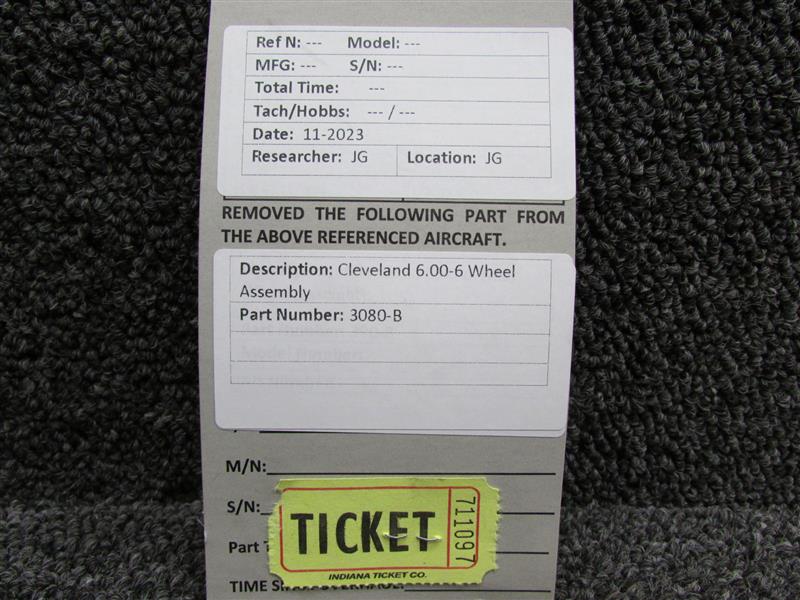 Ref N: --- Model: ---
MFG: --- S/N: ---
Total Time: ---
Tach/Hobbs: --- / ---
Date: 11-2023
Researcher: JG Location: JG
REMOVED THE FOLLOWING PART FROM
THE ABOVE REFERENCED AIRCRAFT.
Description: Cleveland 6.00-6 Wheel
Assembly
Part Number: 3080-B
M/N:
S/N:
Part
TICKET
711097
INDIANA TICKET CO.
TIME